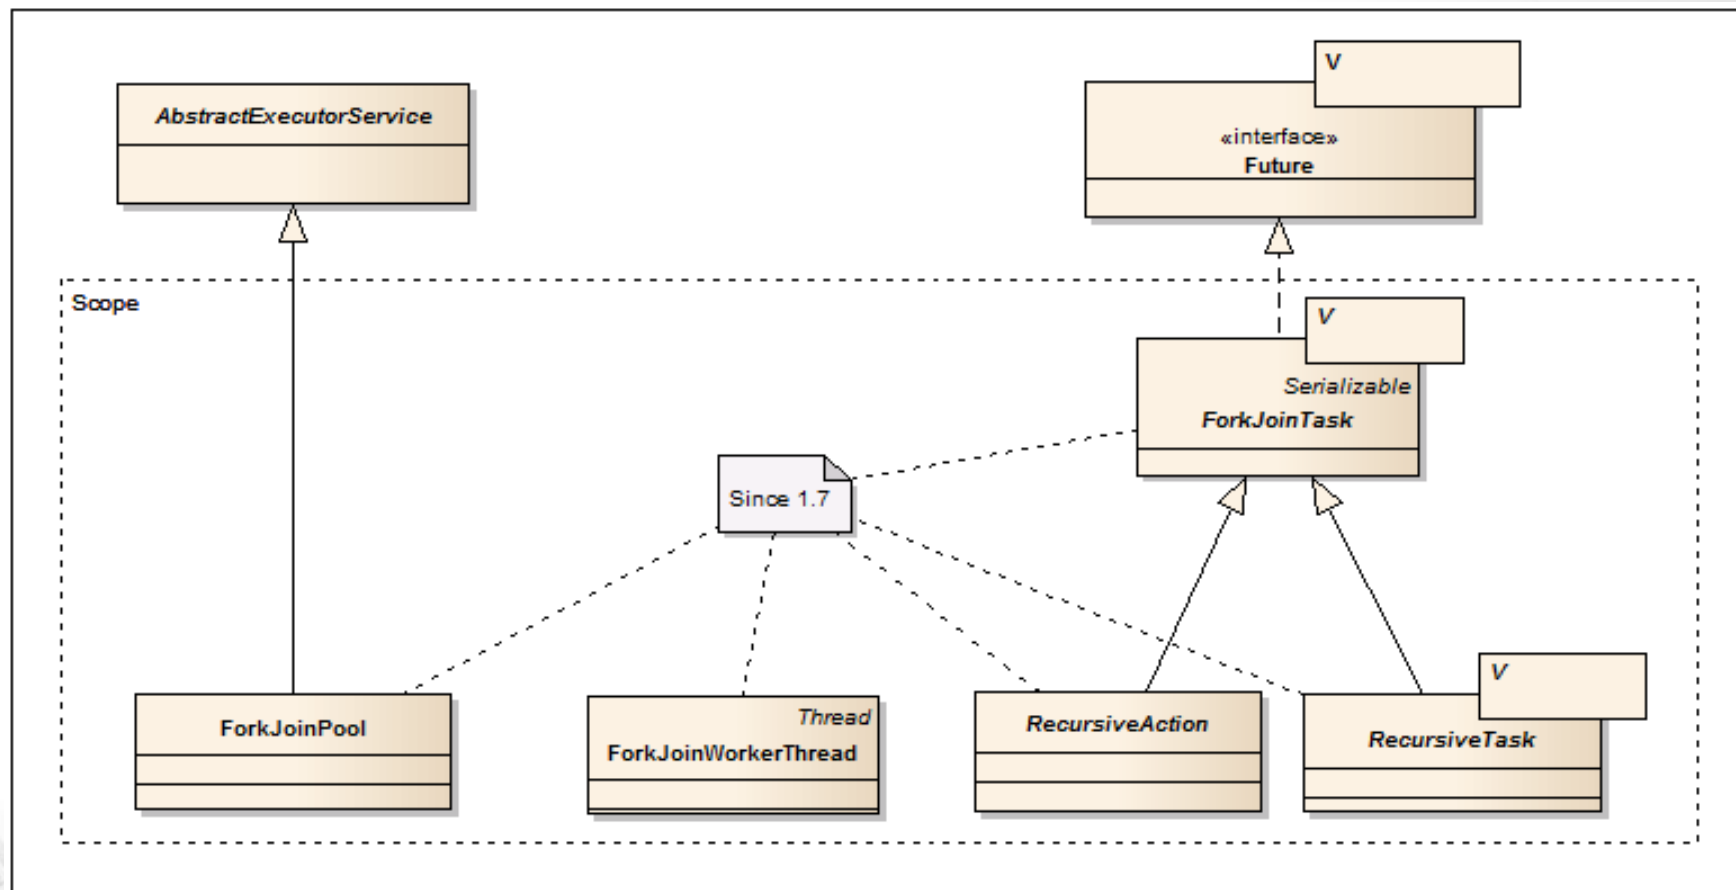 AbstractExecutorService
V
«interface»
Future
Scope
V
Serializable
ForkJoinTask
Since 1.7
ForkJoinPool
Thread
ForkJoinWorkerThread
RecursiveAction
V
RecursiveTask